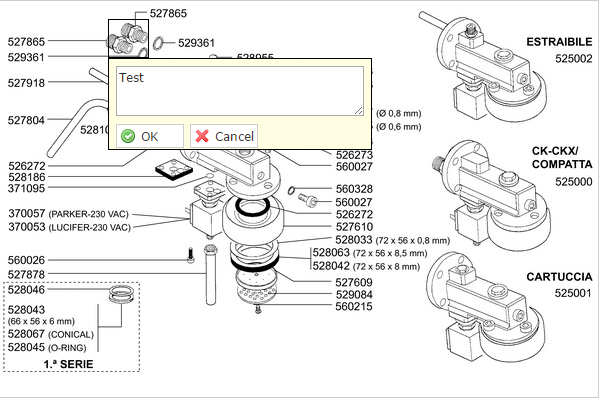 527865
527865
529361
529361
528955
527918
Test
(Ø 0,8 mm)
527804
(Ø 0,6 mm)
OK
Cancel
526273
526272
560027
528186
371095
560328
560027
370057 (PARKER-230 VAC)
526272
370053 (LUCIFER-230 VAC)
527610
528033 (72 x 56 x 0,8 mm)
560026
528063 (72 x 56 x 8,5 mm)
527878
528042 (72 x 56 x 8 mm)
527609
528046
529084
560215
528043
(66 x 56 x 6 mm)
528067 (CONICAL)
528045 (O-RING)
1.ª SERIE
ESTRAIBILE
525002
CK-CKX/
COMPATTA
525000
CARTUCCIA
525001